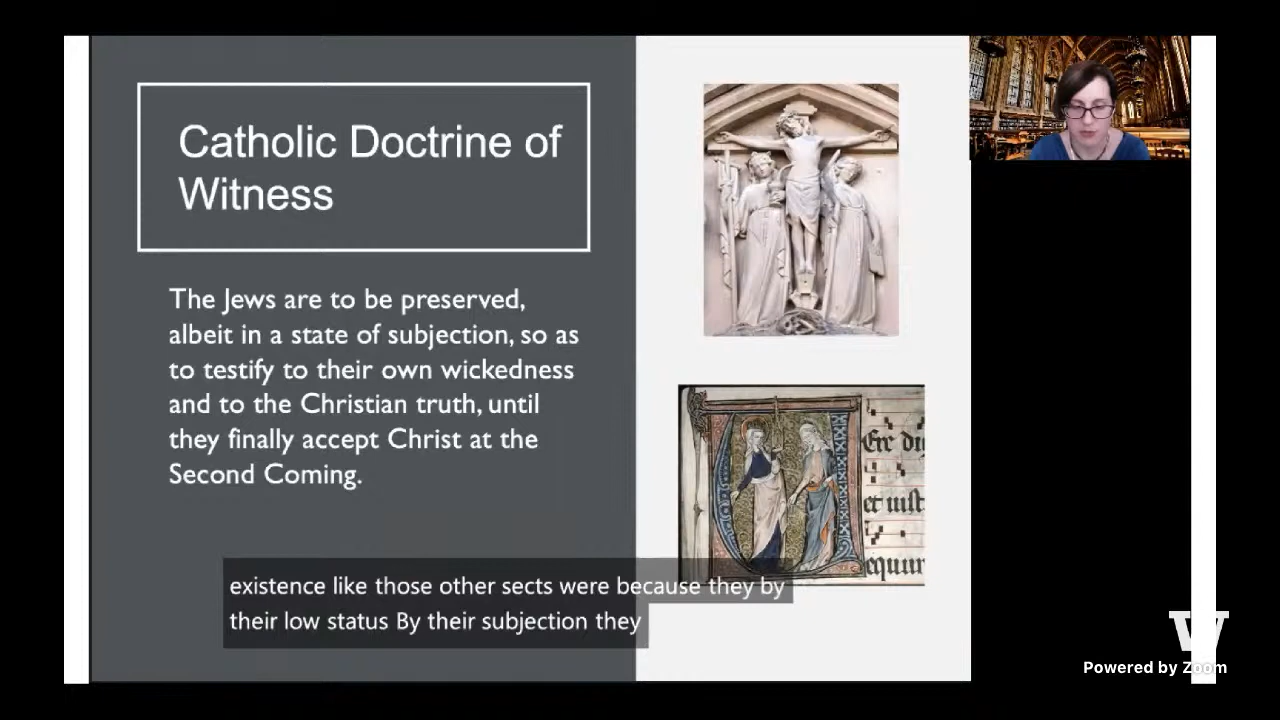 Catholic Doctrine of
Witness
The Jews are to be preserved,
albeit in a state of subjection, so as
to testify to their own wickedness
and to the Christian truth, until
they finally accept Christ at the
Second Coming.
et iust
existence like those other sects were because they by
their low status By their subjection they
W
Powered by Zoom